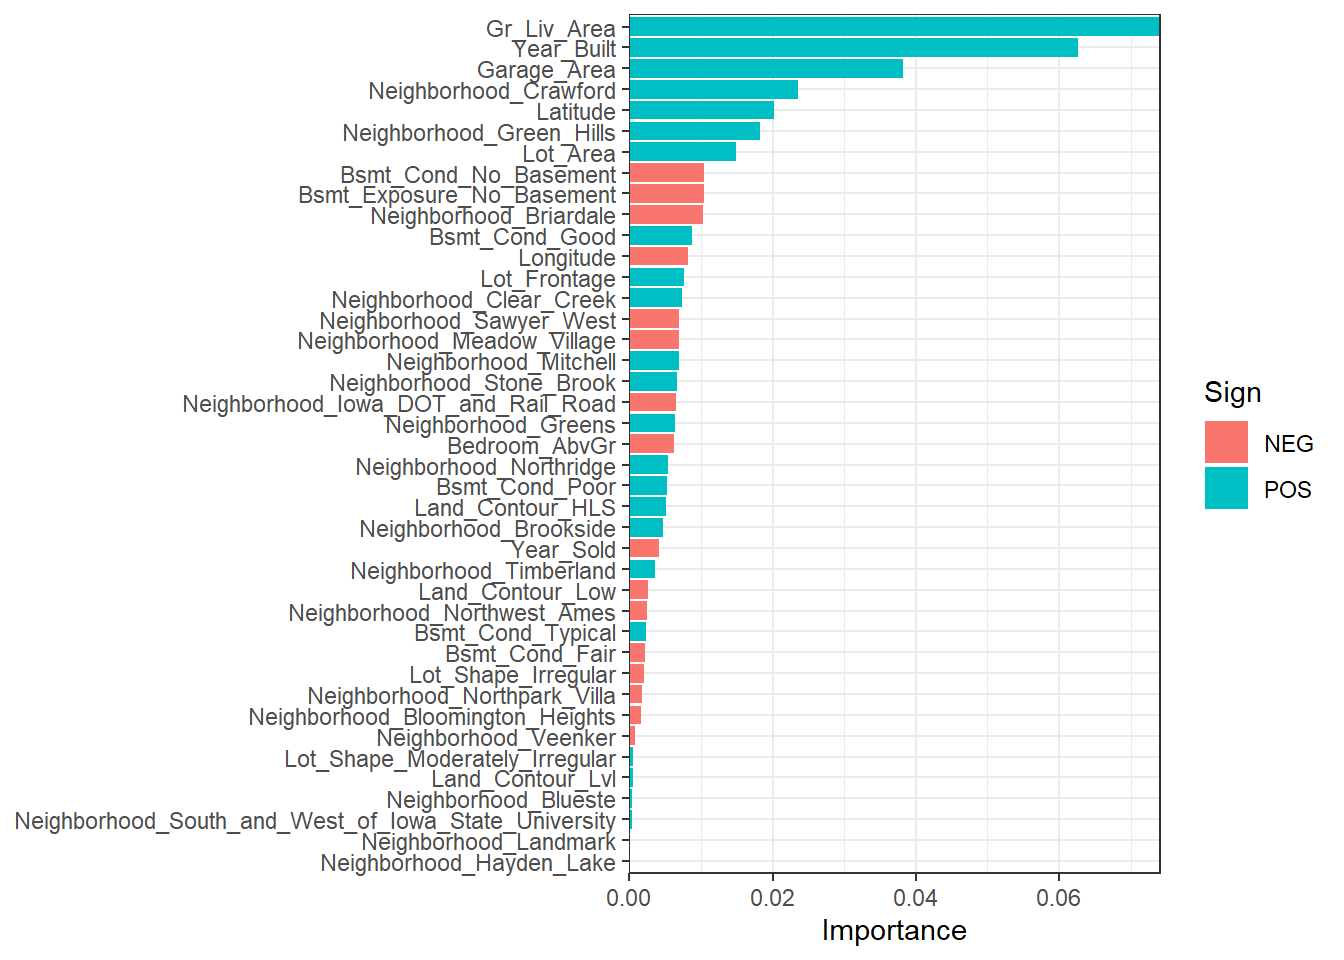 Gr_Liv_Area
Year_Built
Garage_Area
Neighborhood_Crawford
Latitude
Neighborhood_Green_Hills
Lot_Area
Bsmt_Cond_No_Basement
Bsmt_Exposure_No_Basement
Neighborhood_Briardale
Bsmt_Cond_Good
Longitude
Lot_Frontage
Neighborhood_Clear_Creek
Neighborhood_Sawyer_West
Neighborhood_Meadow_Village
Neighborhood_Mitchell
Neighborhood_Stone_Brook
Neighborhood_Iowa_DOT_and_Rail_Road
Neighborhood_Greens
Bedroom_AbvGr
Neighborhood_Northridge
Bsmt_Cond_Poor
Land_Contour_HLS
Neighborhood_Brookside
Year_Sold
Neighborhood_Timberland
Land_Contour_Low
Neighborhood_Northwest_Ames
Bsmt_Cond_Typical
Bsmt_Cond_Fair
Lot_Shape_Irregular
Neighborhood_Northpark_Villa
Neighborhood_Bloomington_Heights
Neighborhood_Veenker
Lot_Shape_Moderately_Irregular
Land_Contour_Lvl
Neighborhood_Blueste
Neighborhood_South_and_West_of_Iowa_State_University
Neighborhood_Landmark
Neighborhood_Hayden_Lake
0.00 0.02 0.04 0.06
Importance
Sign
NEG
POS